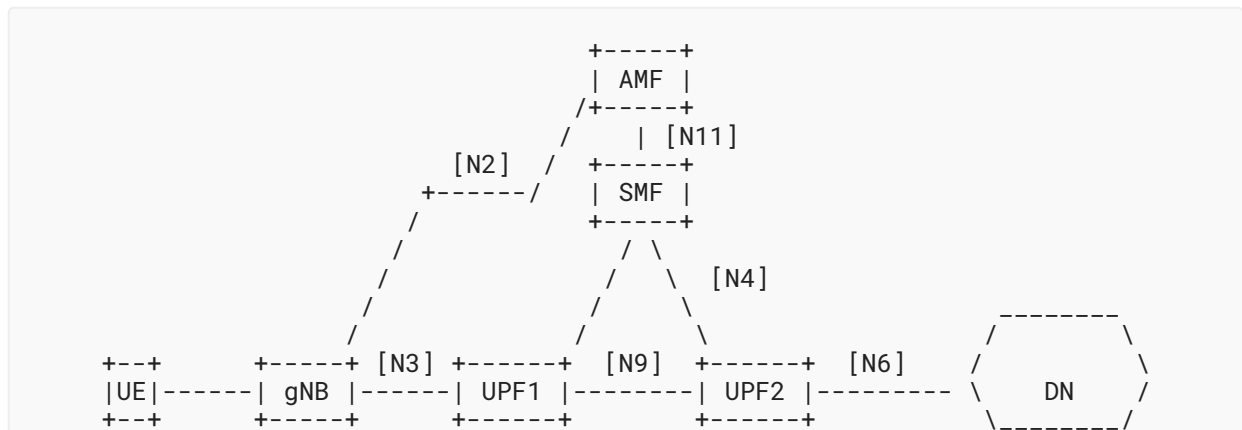 AMF
[N11]
[N2]
SMF
[N4]
[N3] [N9] [N6]
UE gNB UPF1 UPF2 DN